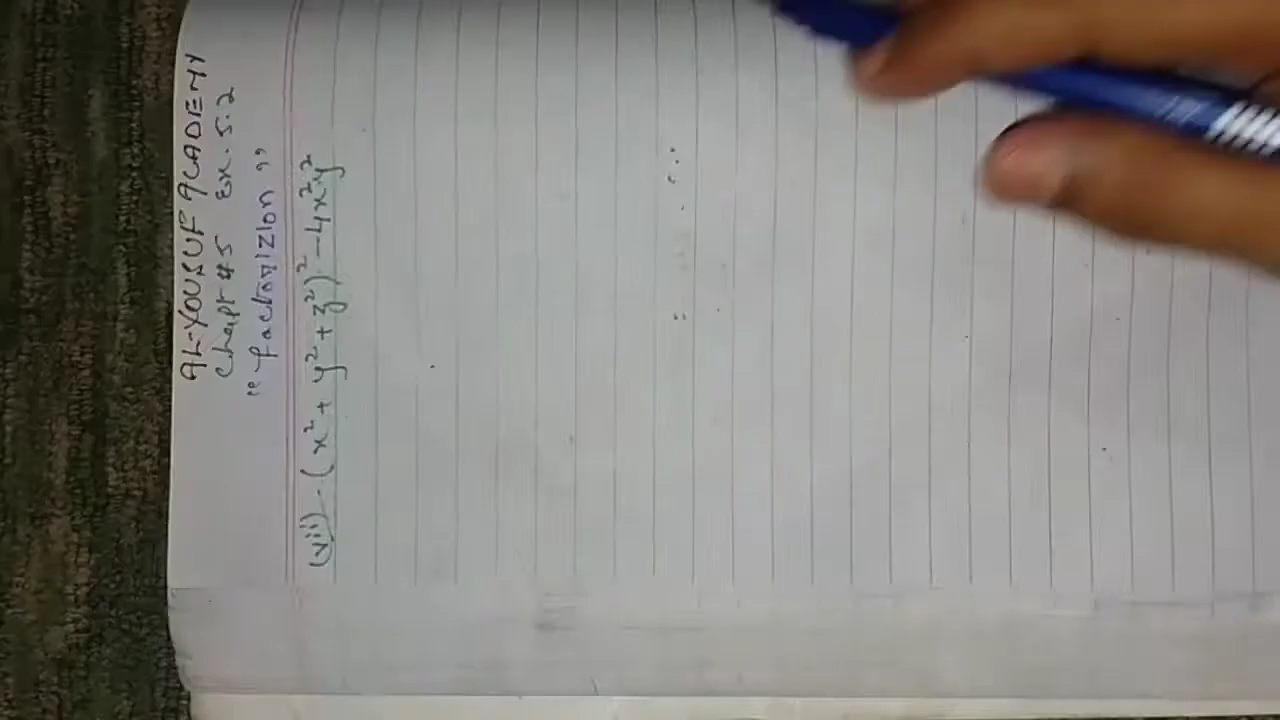 AL-YOUSUF ACADEMY
Chapt #5 Ex. 5.2
"factorizion"
(vii) - (x² + y² + z²)² - 4x²y²